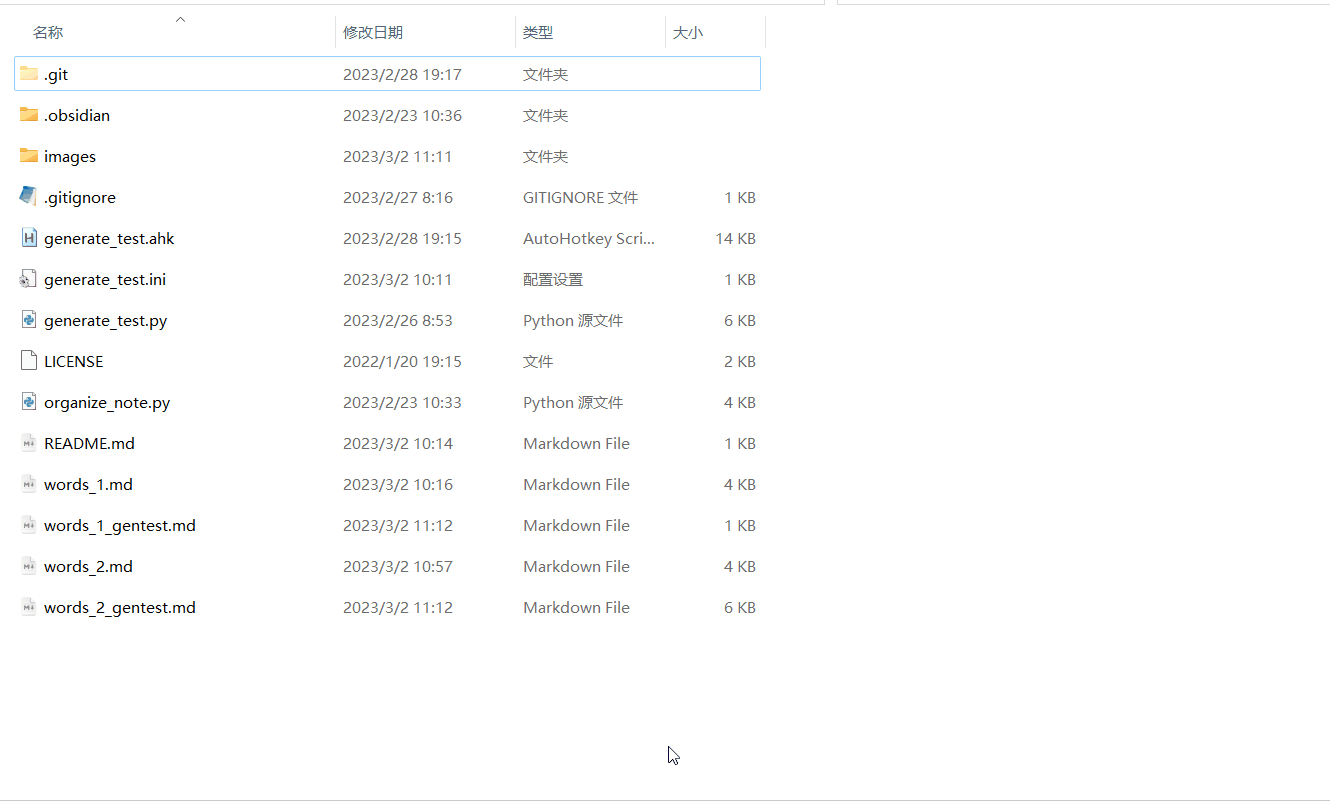 名称 修改日期 类型 大小
.git 2023/2/28 19:17 文件夹
.obsidian 2023/2/23 10:36 文件夹
images 2023/3/2 11:11 文件夹
.gitignore 2023/2/27 8:16 GITIGNORE 文件 1 KB
generate_test.ahk 2023/2/28 19:15 AutoHotkey Scri... 14 KB
generate_test.ini 2023/3/2 10:11 配置设置 1 KB
generate_test.py 2023/2/26 8:53 Python 源文件 6 KB
LICENSE 2022/1/20 19:15 文件 2 KB
organize_note.py 2023/2/23 10:33 Python 源文件 4 KB
README.md 2023/3/2 10:14 Markdown File 1 KB
words_1.md 2023/3/2 10:16 Markdown File 4 KB
words_1_gentest.md 2023/3/2 11:12 Markdown File 1 KB
words_2.md 2023/3/2 10:57 Markdown File 4 KB
words_2_gentest.md 2023/3/2 11:12 Markdown File 6 KB